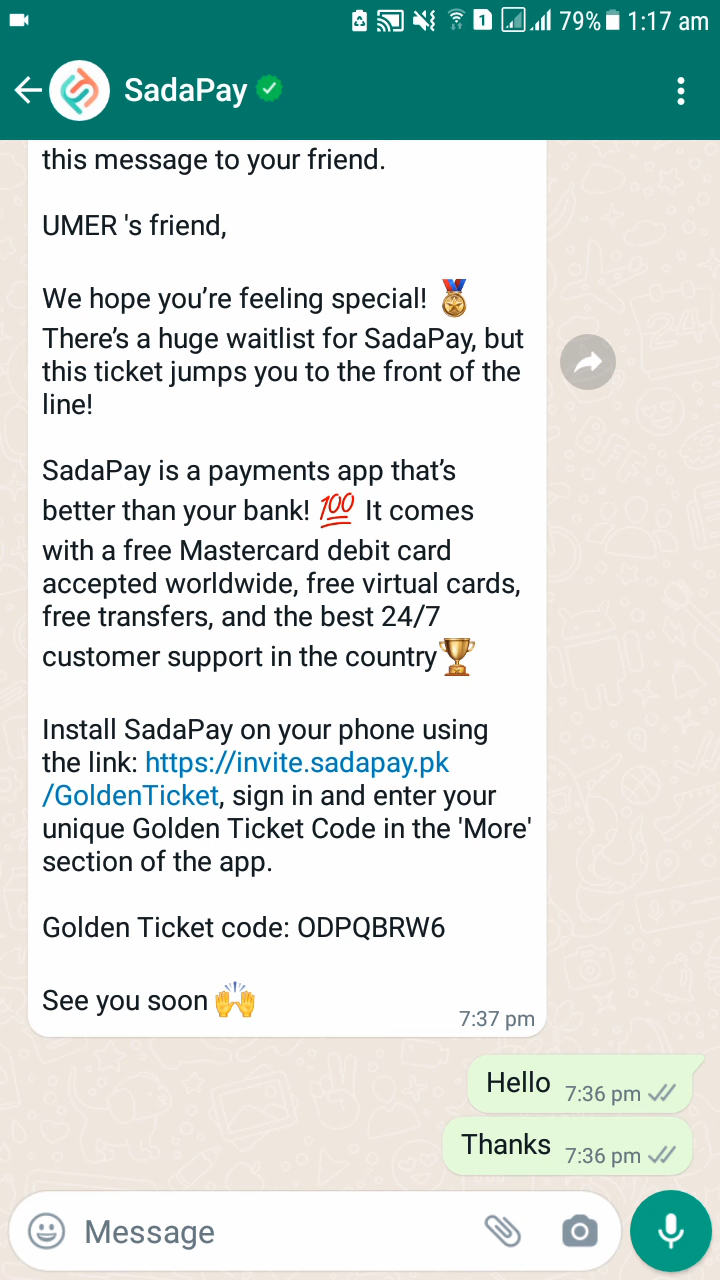 79% 1:17 am
SadaPay
this message to your friend.
UMER 's friend,
We hope you’re feeling special! 🏅
There’s a huge waitlist for SadaPay, but
this ticket jumps you to the front of the
line!
SadaPay is a payments app that’s
better than your bank! 💯 It comes
with a free Mastercard debit card
accepted worldwide, free virtual cards,
free transfers, and the best 24/7
customer support in the country🏆
Install SadaPay on your phone using
the link: https://invite.sadapay.pk
/GoldenTicket, sign in and enter your
unique Golden Ticket Code in the 'More'
section of the app.
Golden Ticket code: ODPQBRW6
See you soon 🙌
7:37 pm
Hello 7:36 pm
Thanks 7:36 pm
Message